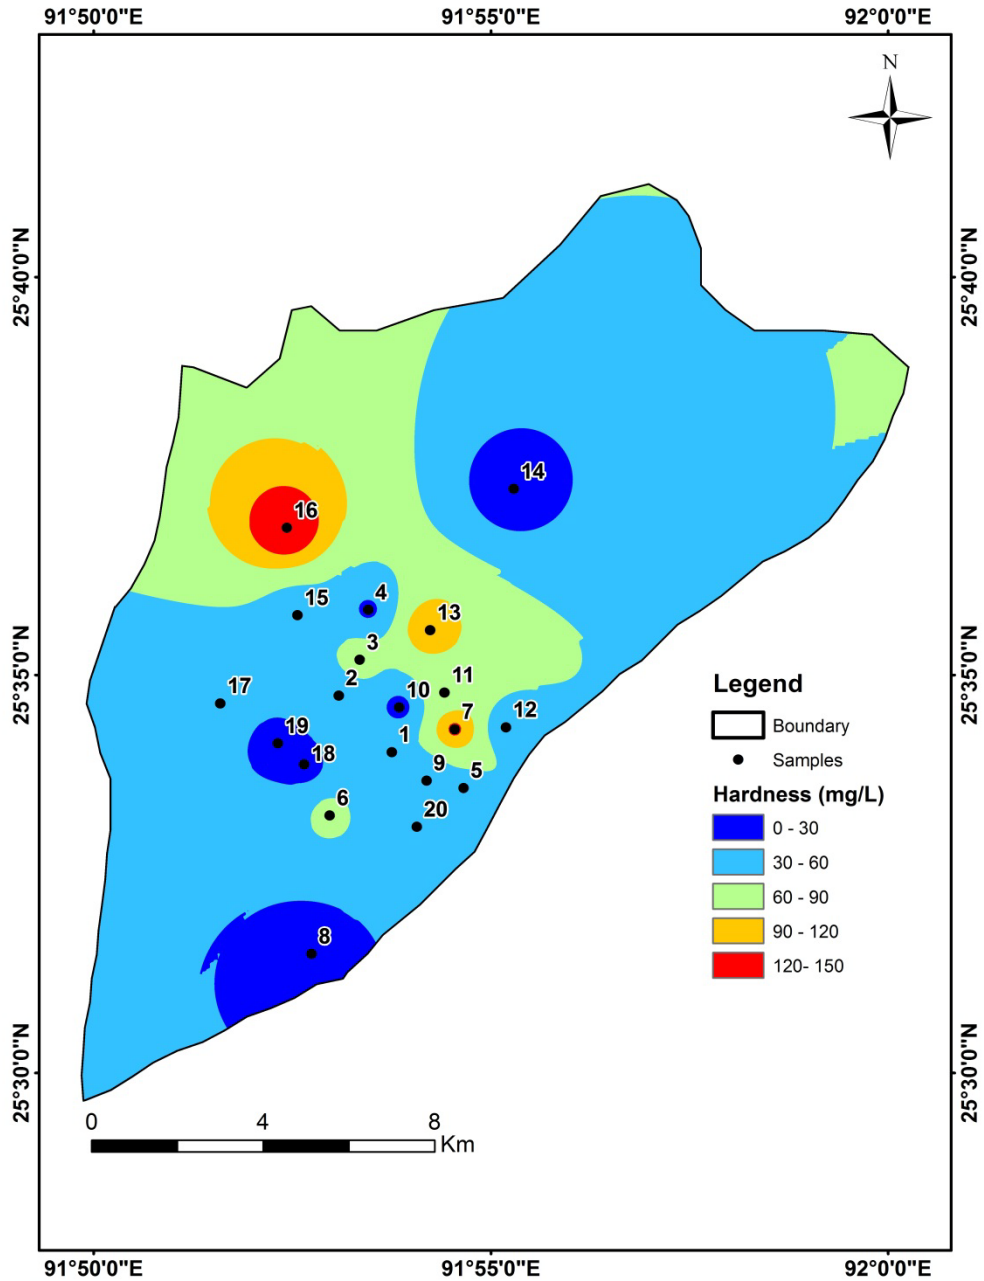 91°50'0"E 91°55'0"E 92°0'0"E
N
25°40'0"N 25°40'0"N
14
16
4
15
13
3
2
11
17
10
12
7
19
1
18
9
5
6
20
8
25°35'0"N 25°35'0"N
Legend
Boundary
Samples
Hardness (mg/L)
0 - 30
30 - 60
60 - 90
90 - 120
120- 150
25°30'0"N 25°30'0"N
0 4 8
Km
91°50'0"E 91°55'0"E 92°0'0"E